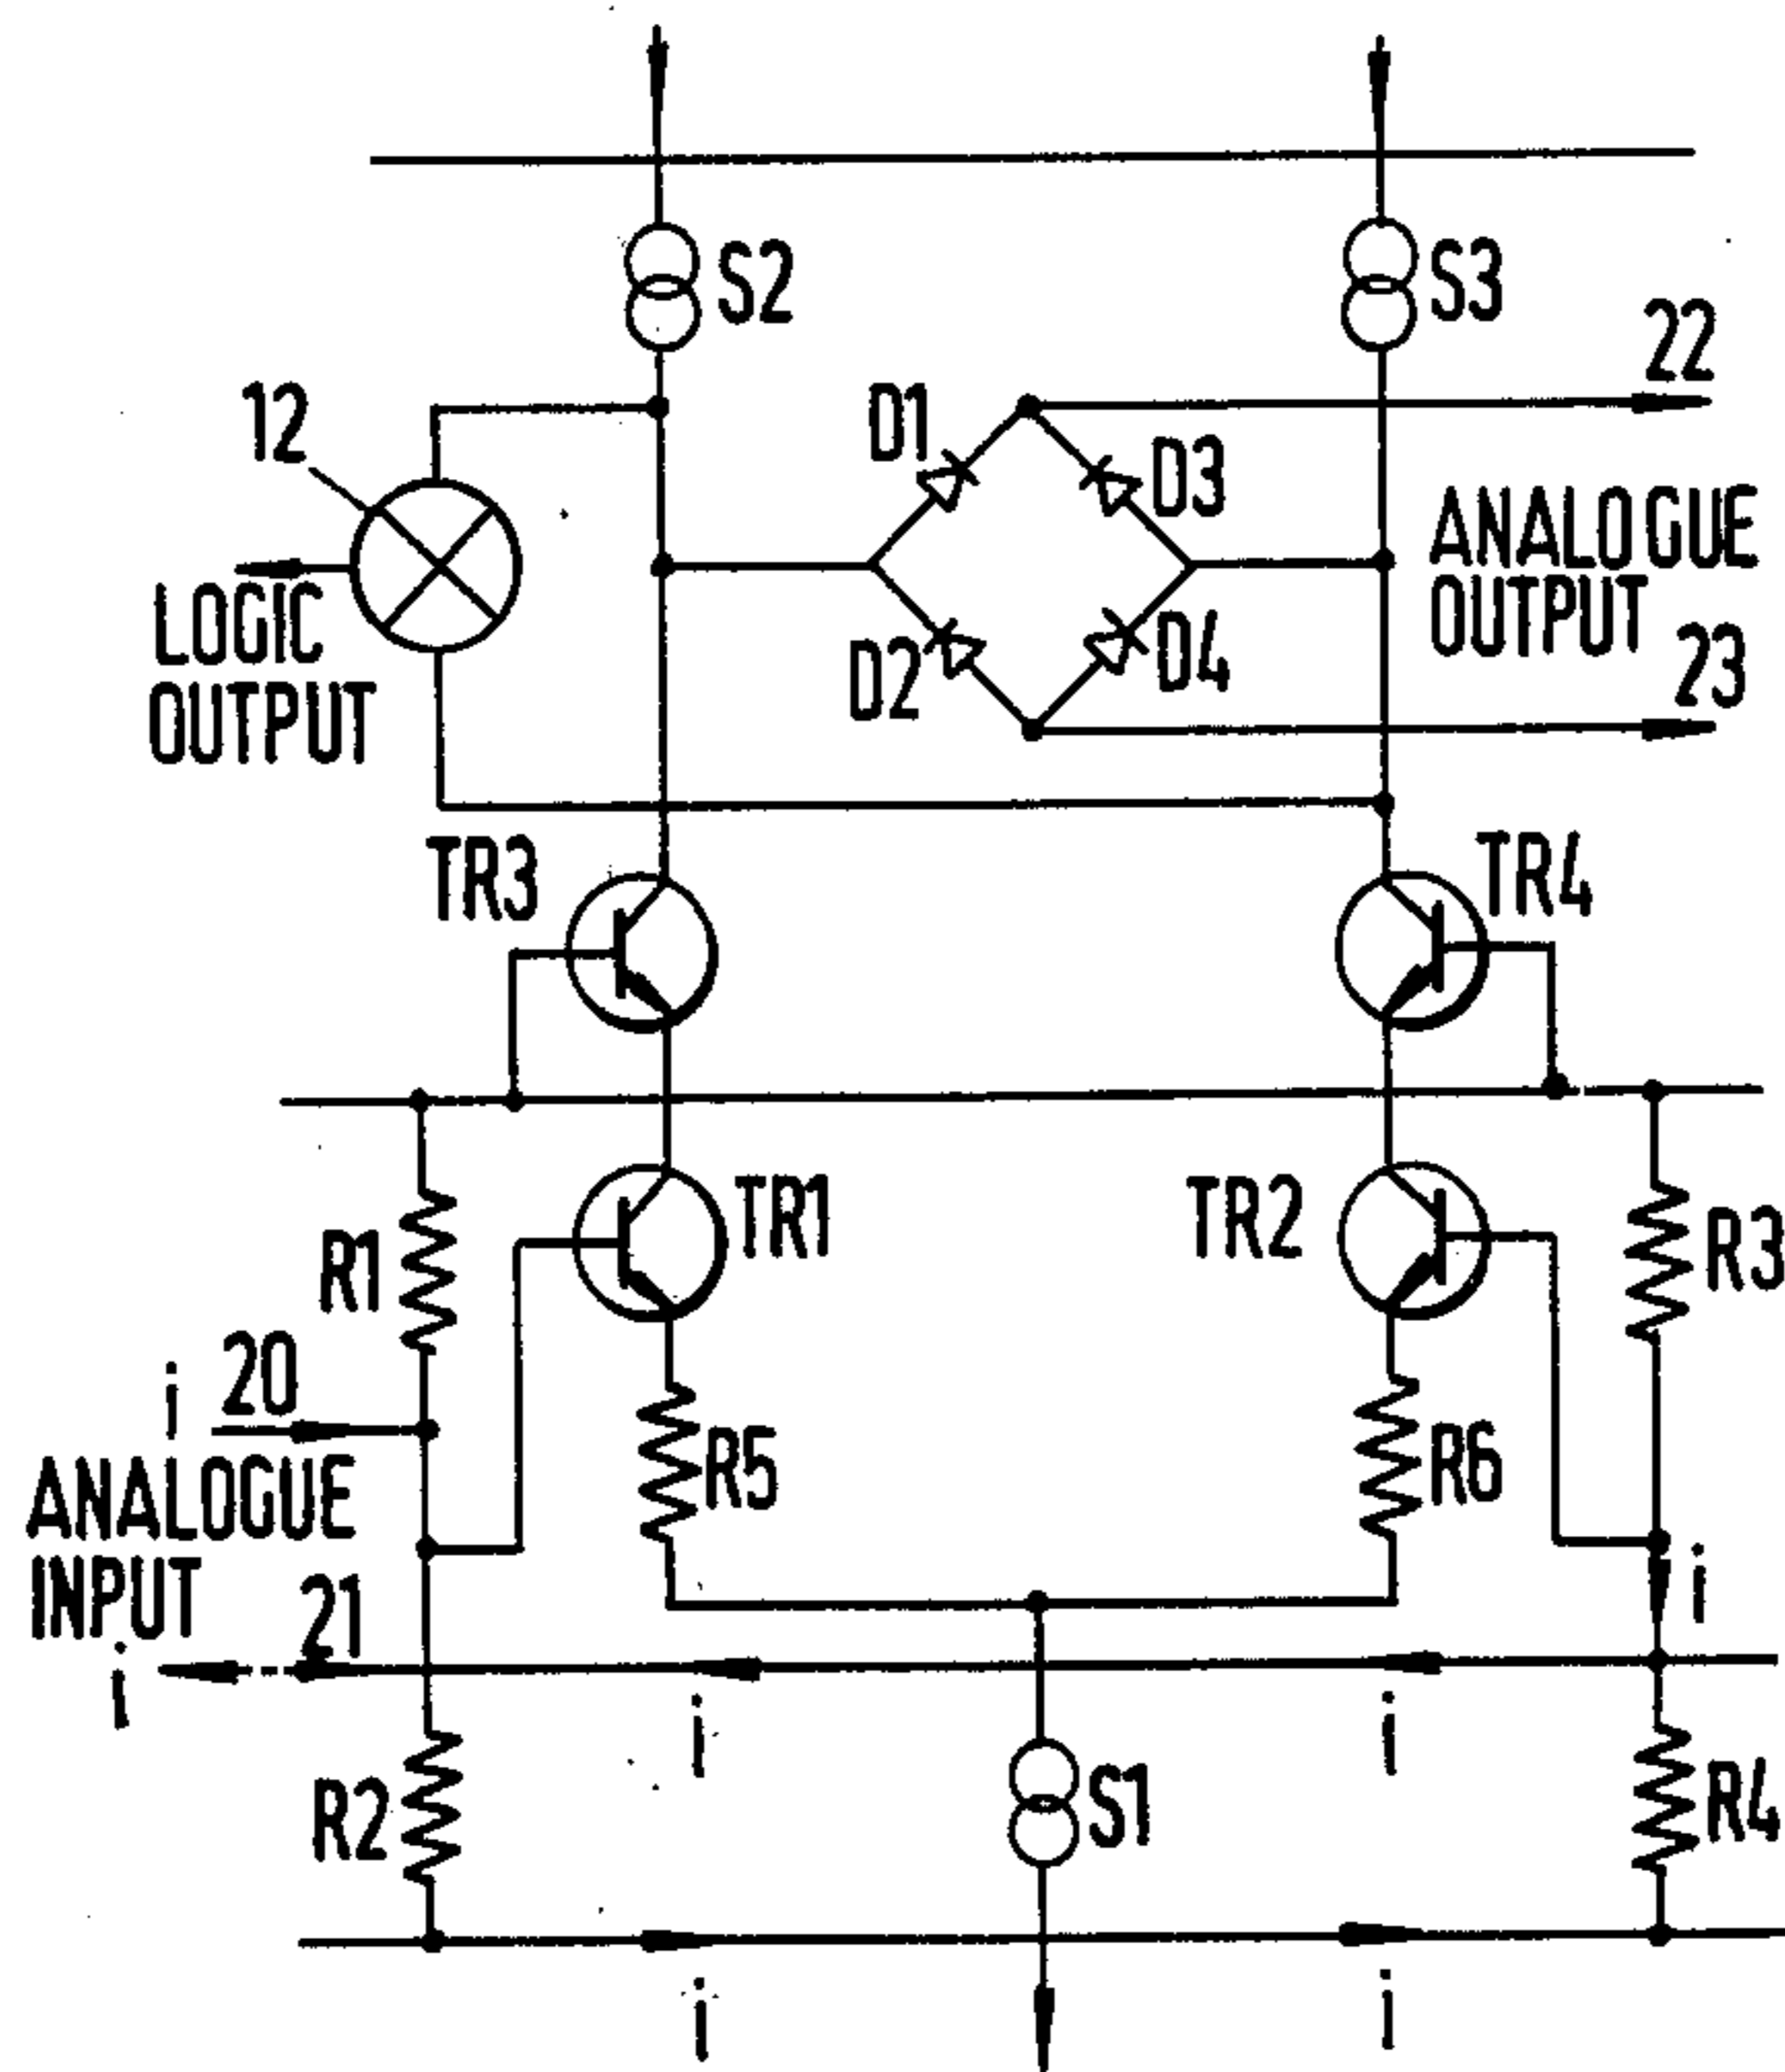 S2
S3
22
12
D1
D3
ANALOGUE
OUTPUT
LOGIC
OUTPUT
D2
D4
23
TR3
TR4
TR1
TR2
R1
R3
i
20
ANALOGUE
INPUT
R5
R6
i
21
i
i
i
R2
S1
R4
i
i